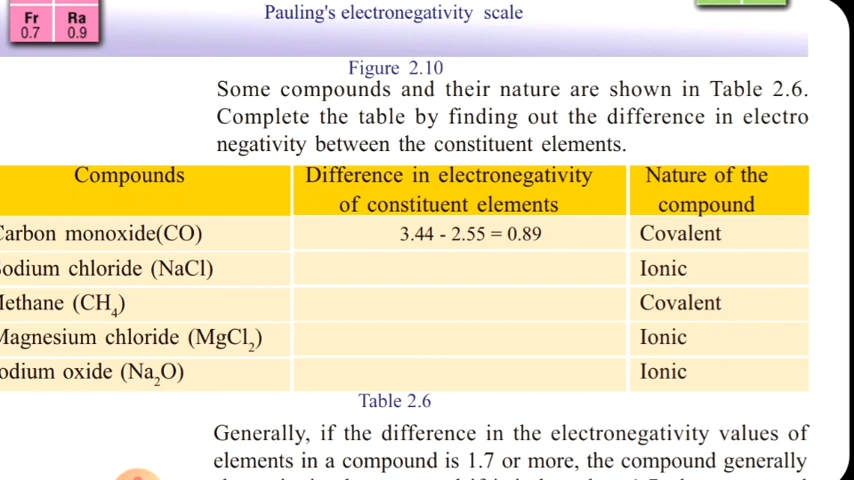 Fr Ra
0.7 0.9
Pauling's electronegativity scale
Figure 2.10
Some compounds and their nature are shown in Table 2.6.
Complete the table by finding out the difference in electro
negativity between the constituent elements.
Compounds Difference in electronegativity of constituent elements Nature of the compound
Carbon monoxide(CO) 3.44 - 2.55 = 0.89 Covalent
Sodium chloride (NaCl) Ionic
Methane (CH₄) Covalent
Magnesium chloride (MgCl₂) Ionic
Sodium oxide (Na₂O) Ionic
Table 2.6
Generally, if the difference in the electronegativity values of
elements in a compound is 1.7 or more, the compound generally